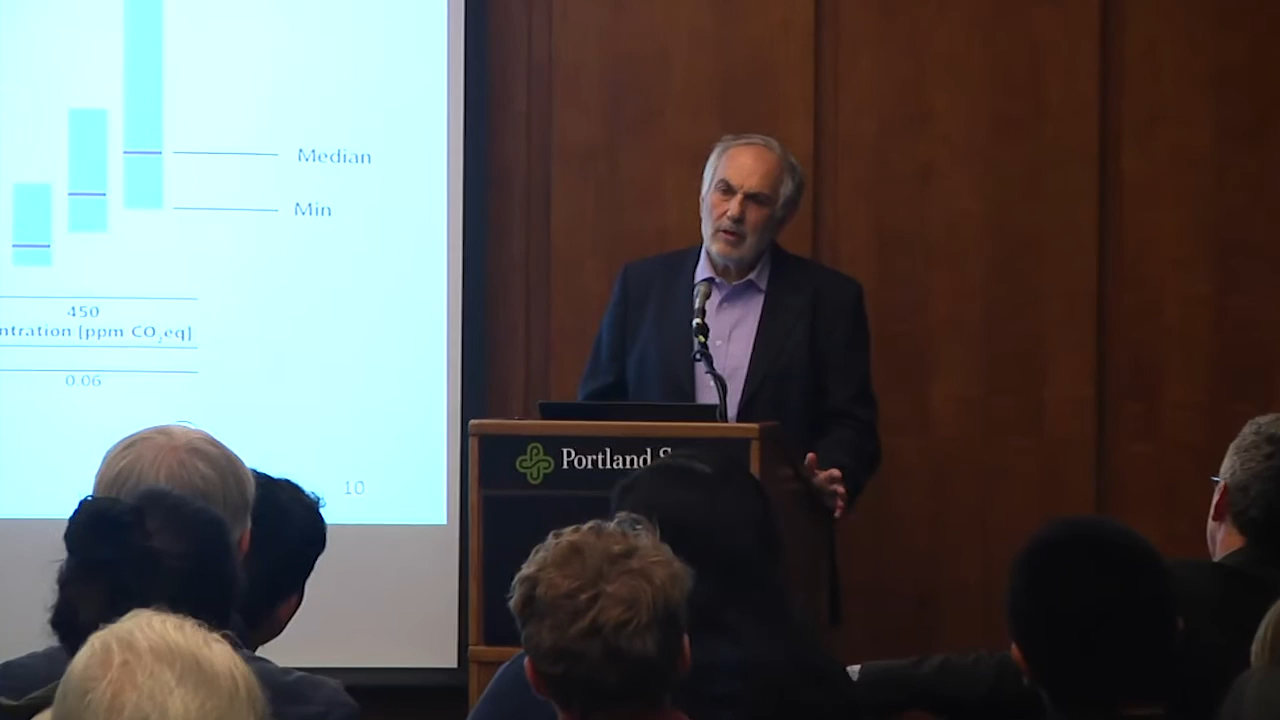 Median
Min
450
ntration [ppm CO₂eq]
0.06
10
Portland S